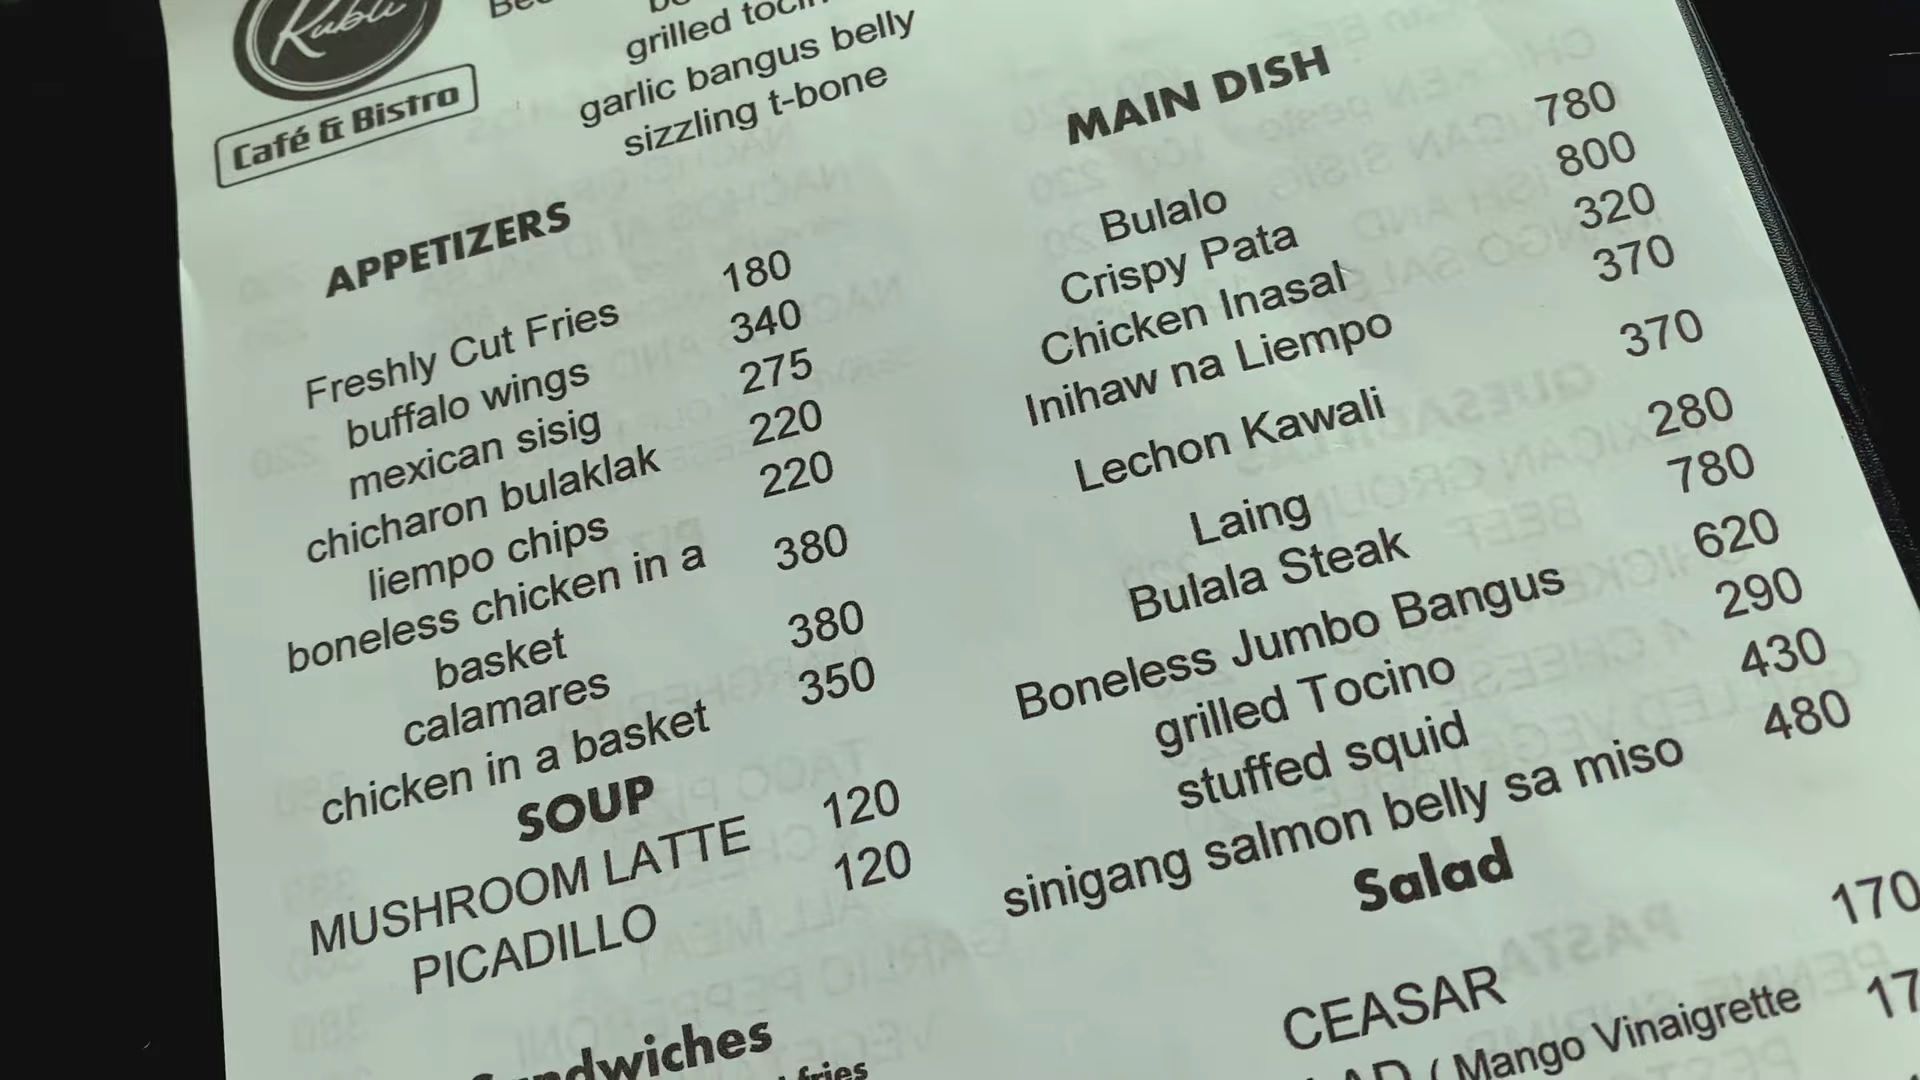 Kubli
Café & Bistro
grilled
garlic bangus belly
sizzling t-bone
APPETIZERS
Freshly Cut Fries 180
buffalo wings 340
mexican sisig 275
chicharon bulaklak 220
liempo chips 220
boneless chicken in a
basket 380
calamares 380
chicken in a basket 350
SOUP
MUSHROOM LATTE 120
PICADILLO 120
MAIN DISH
Bulalo 780
Crispy Pata 800
Chicken Inasal 320
Inihaw na Liempo 370
Lechon Kawali 370
Laing 280
Bulala Steak 780
Boneless Jumbo Bangus 620
grilled Tocino 290
stuffed squid 430
sinigang salmon belly sa miso 480
Salad
CEASAR 170
( Mango Vinaigrette